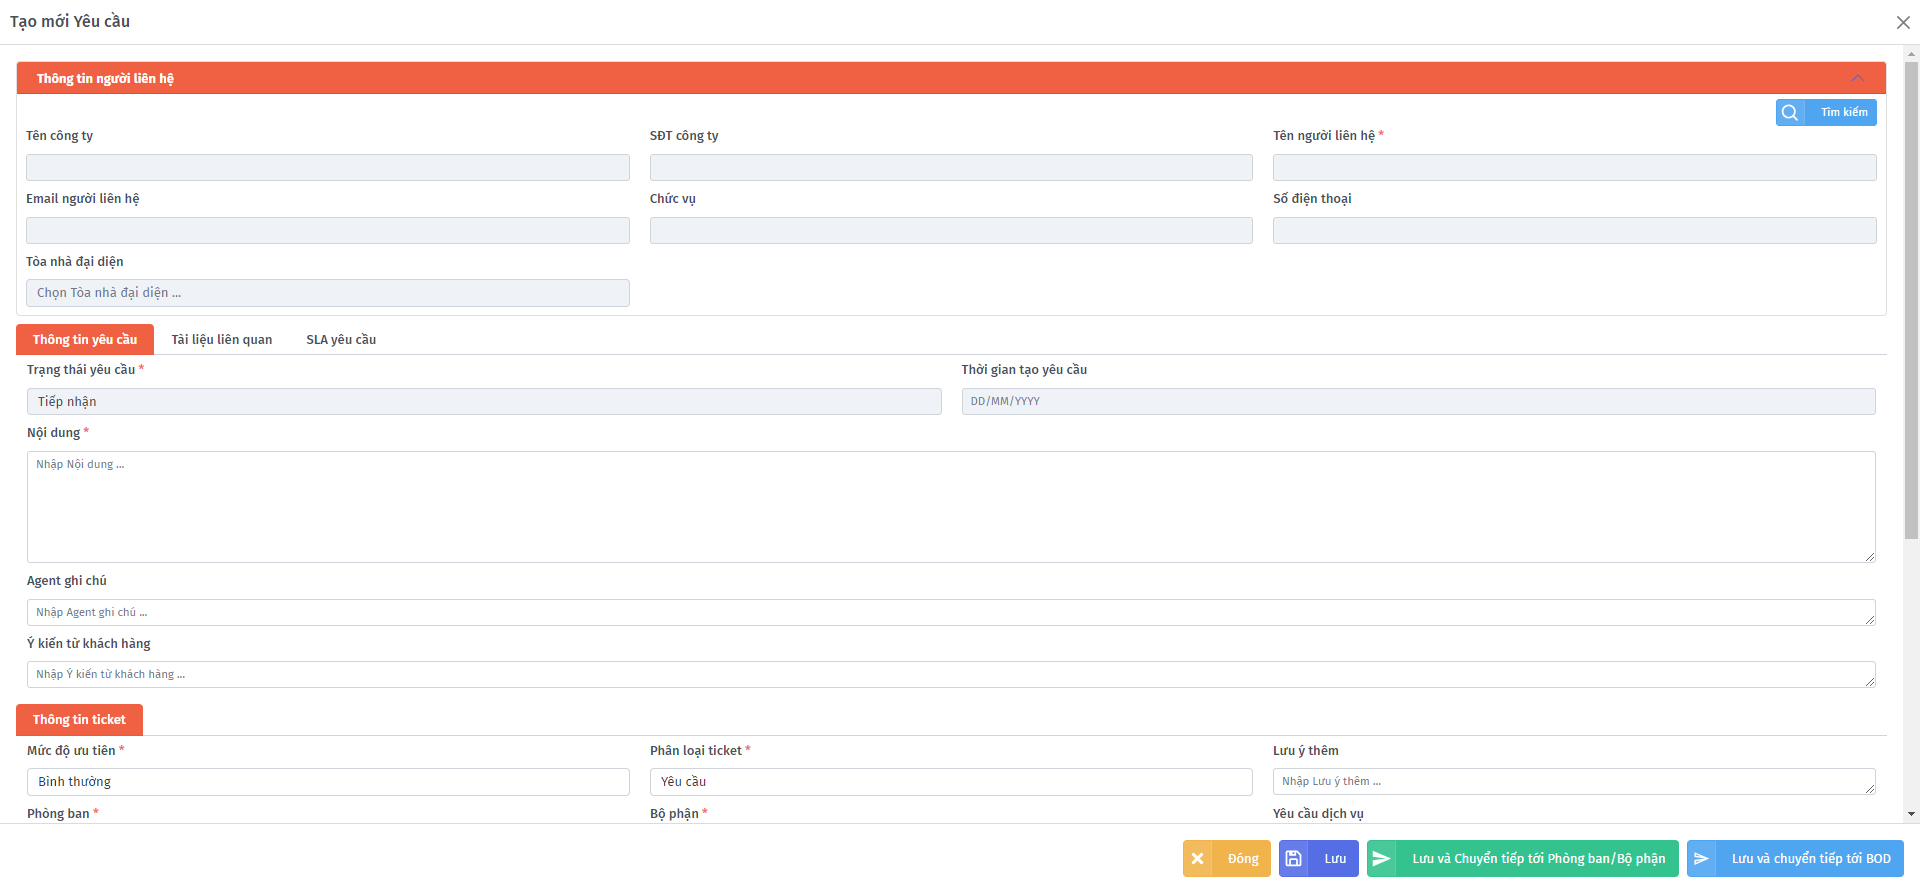 Tạo mới Yêu cầu
Thông tin người liên hệ
Tìm kiếm
Tên công ty
SĐT công ty
Tên người liên hệ *
Email người liên hệ
Chức vụ
Số điện thoại
Tòa nhà đại diện
Chọn Tòa nhà đại diện ...
Thông tin yêu cầu
Tài liệu liên quan
SLA yêu cầu
Trạng thái yêu cầu *
Thời gian tạo yêu cầu
Tiếp nhận
DD/MM/YYYY
Nội dung *
Nhập Nội dung ...
Agent ghi chú
Nhập Agent ghi chú ...
Ý kiến từ khách hàng
Nhập Ý kiến từ khách hàng ...
Thông tin ticket
Mức độ ưu tiên *
Phân loại ticket *
Lưu ý thêm
Bình thường
Yêu cầu
Nhập Lưu ý thêm ...
Phòng ban *
Bộ phận *
Yêu cầu dịch vụ
Đóng
Lưu
Lưu và Chuyển tiếp tới Phòng ban/Bộ phận
Lưu và chuyển tiếp tới BOD